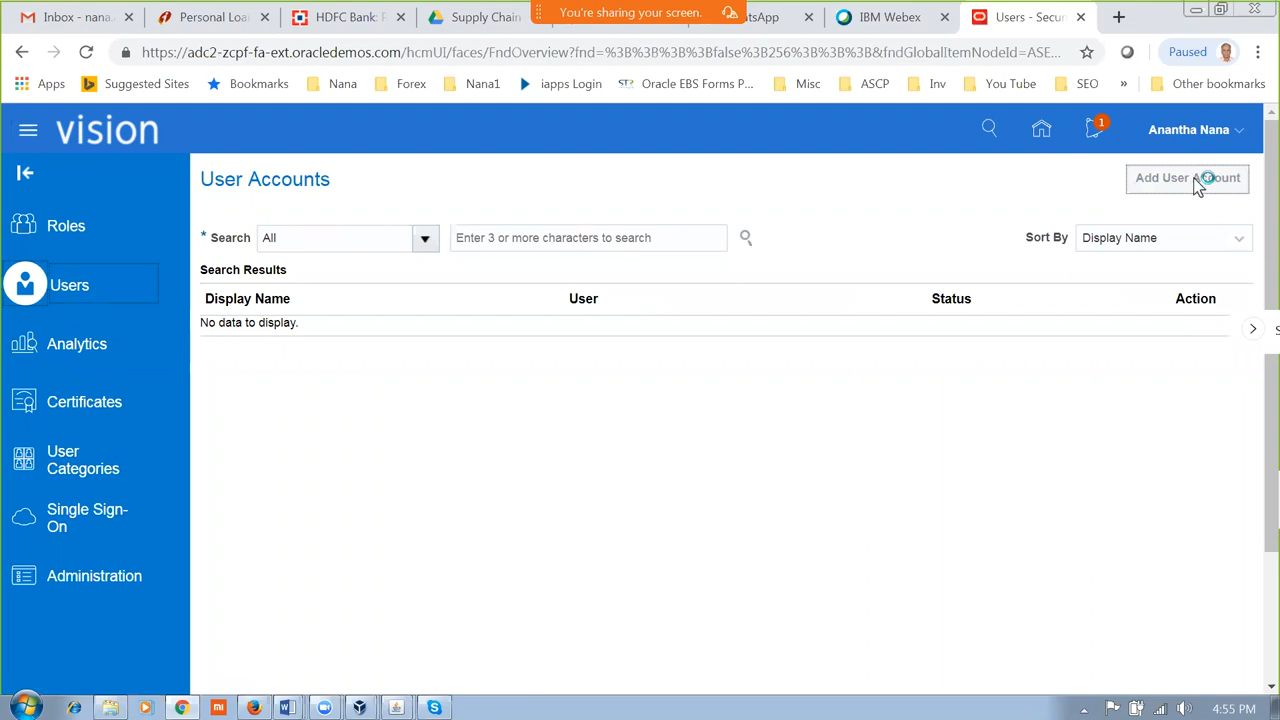 Inbox - nana.
Personal Loa
HDFC Bank:
Supply Chain
You're sharing your screen.
tsApp
IBM Webex
Users - Secur
https://adc2-zcpf-fa-ext.oracledemos.com/hcmUI/faces/FndOverview?fnd=%3B%3B%3B%3Bfalse%3B256%3B%3B%3B&fndGlobalItemNodeId=ASE...
Paused
Apps
Suggested Sites
Bookmarks
Nana
Forex
Nana1
iapps Login
Oracle EBS Forms P...
Misc
ASCP
Inv
You Tube
SEO
»
Other bookmarks
vision
1
Anantha Nana
User Accounts
Add User Account
Roles
* Search
All
Enter 3 or more characters to search
Sort By
Display Name
Search Results
Users
Display Name
User
Status
Action
No data to display.
Analytics
Certificates
User
Categories
Single Sign-
On
Administration
4:55 PM